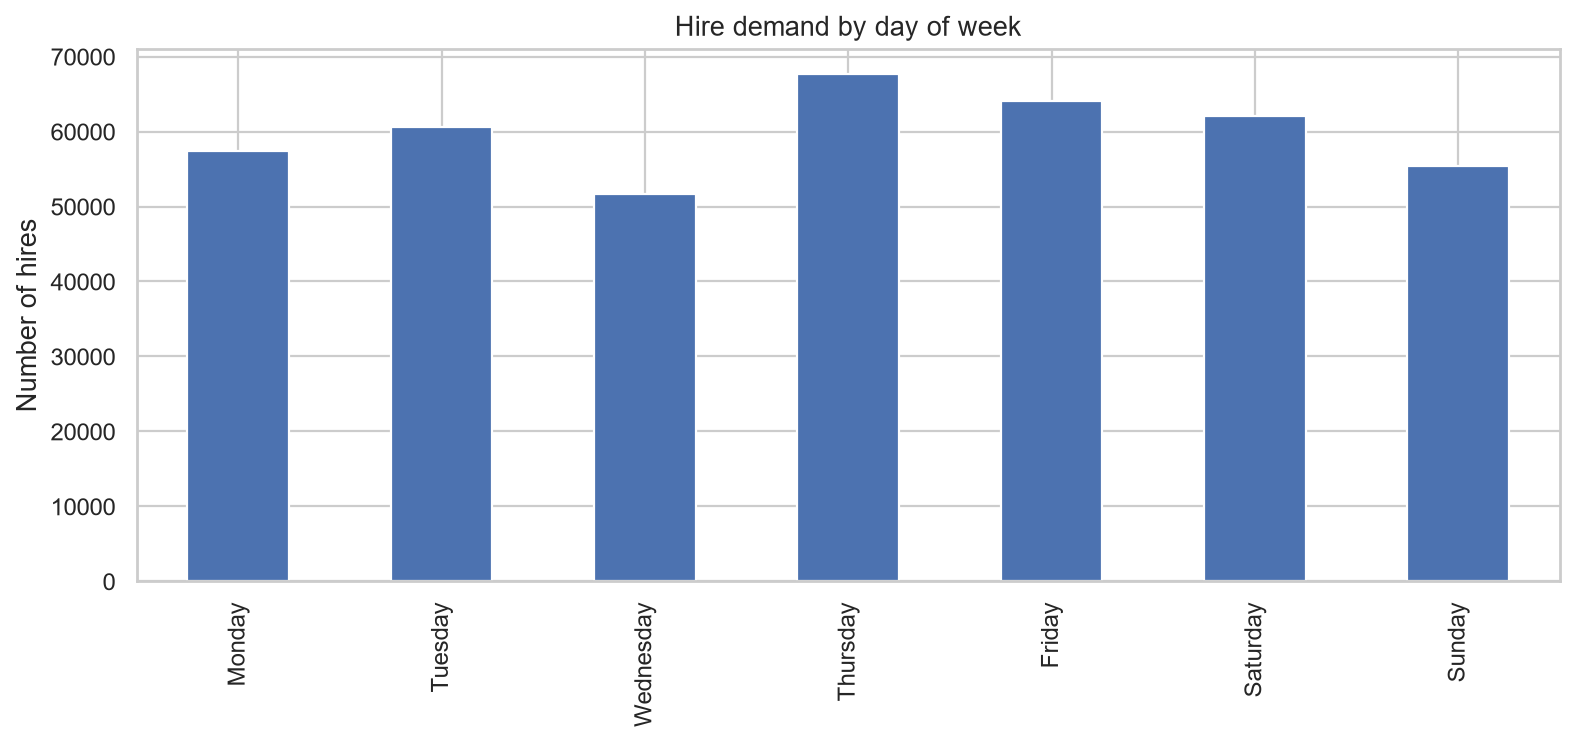 Hire demand by day of week
Number of hires
70000
60000
50000
40000
30000
20000
10000
0
Monday
Tuesday
Wednesday
Thursday
Friday
Saturday
Sunday